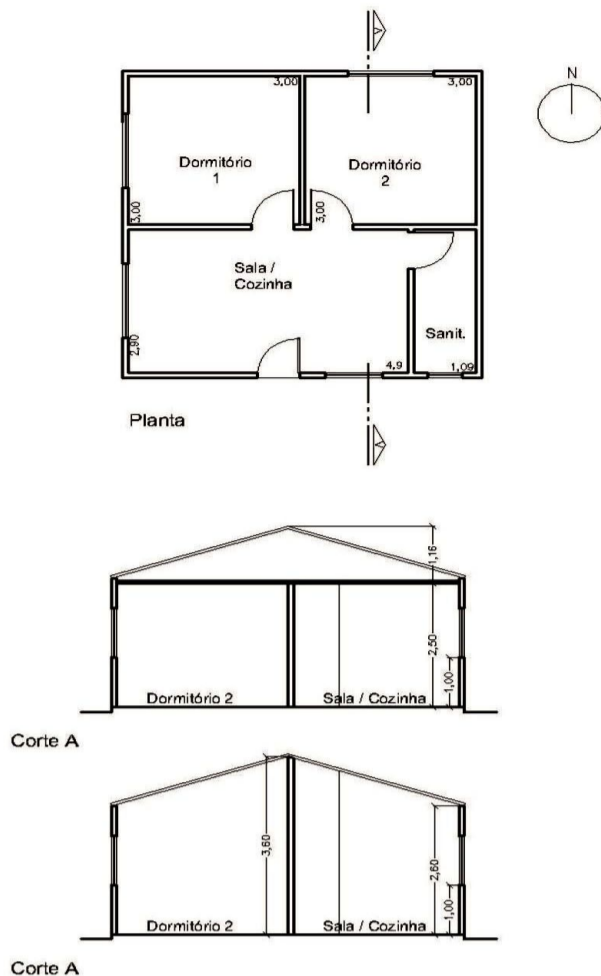 A
N
3,00
3,00
Dormitório
1
Dormitório
2
3,00
3,00
Sala /
Cozinha
Sanit.
2,90
4,9
1,09
A
Planta
1,16
2,50
1,00
Dormitório 2
Sala / Cozinha
Corte A
3,60
2,60
1,00
Dormitório 2
Sala / Cozinha
Corte A